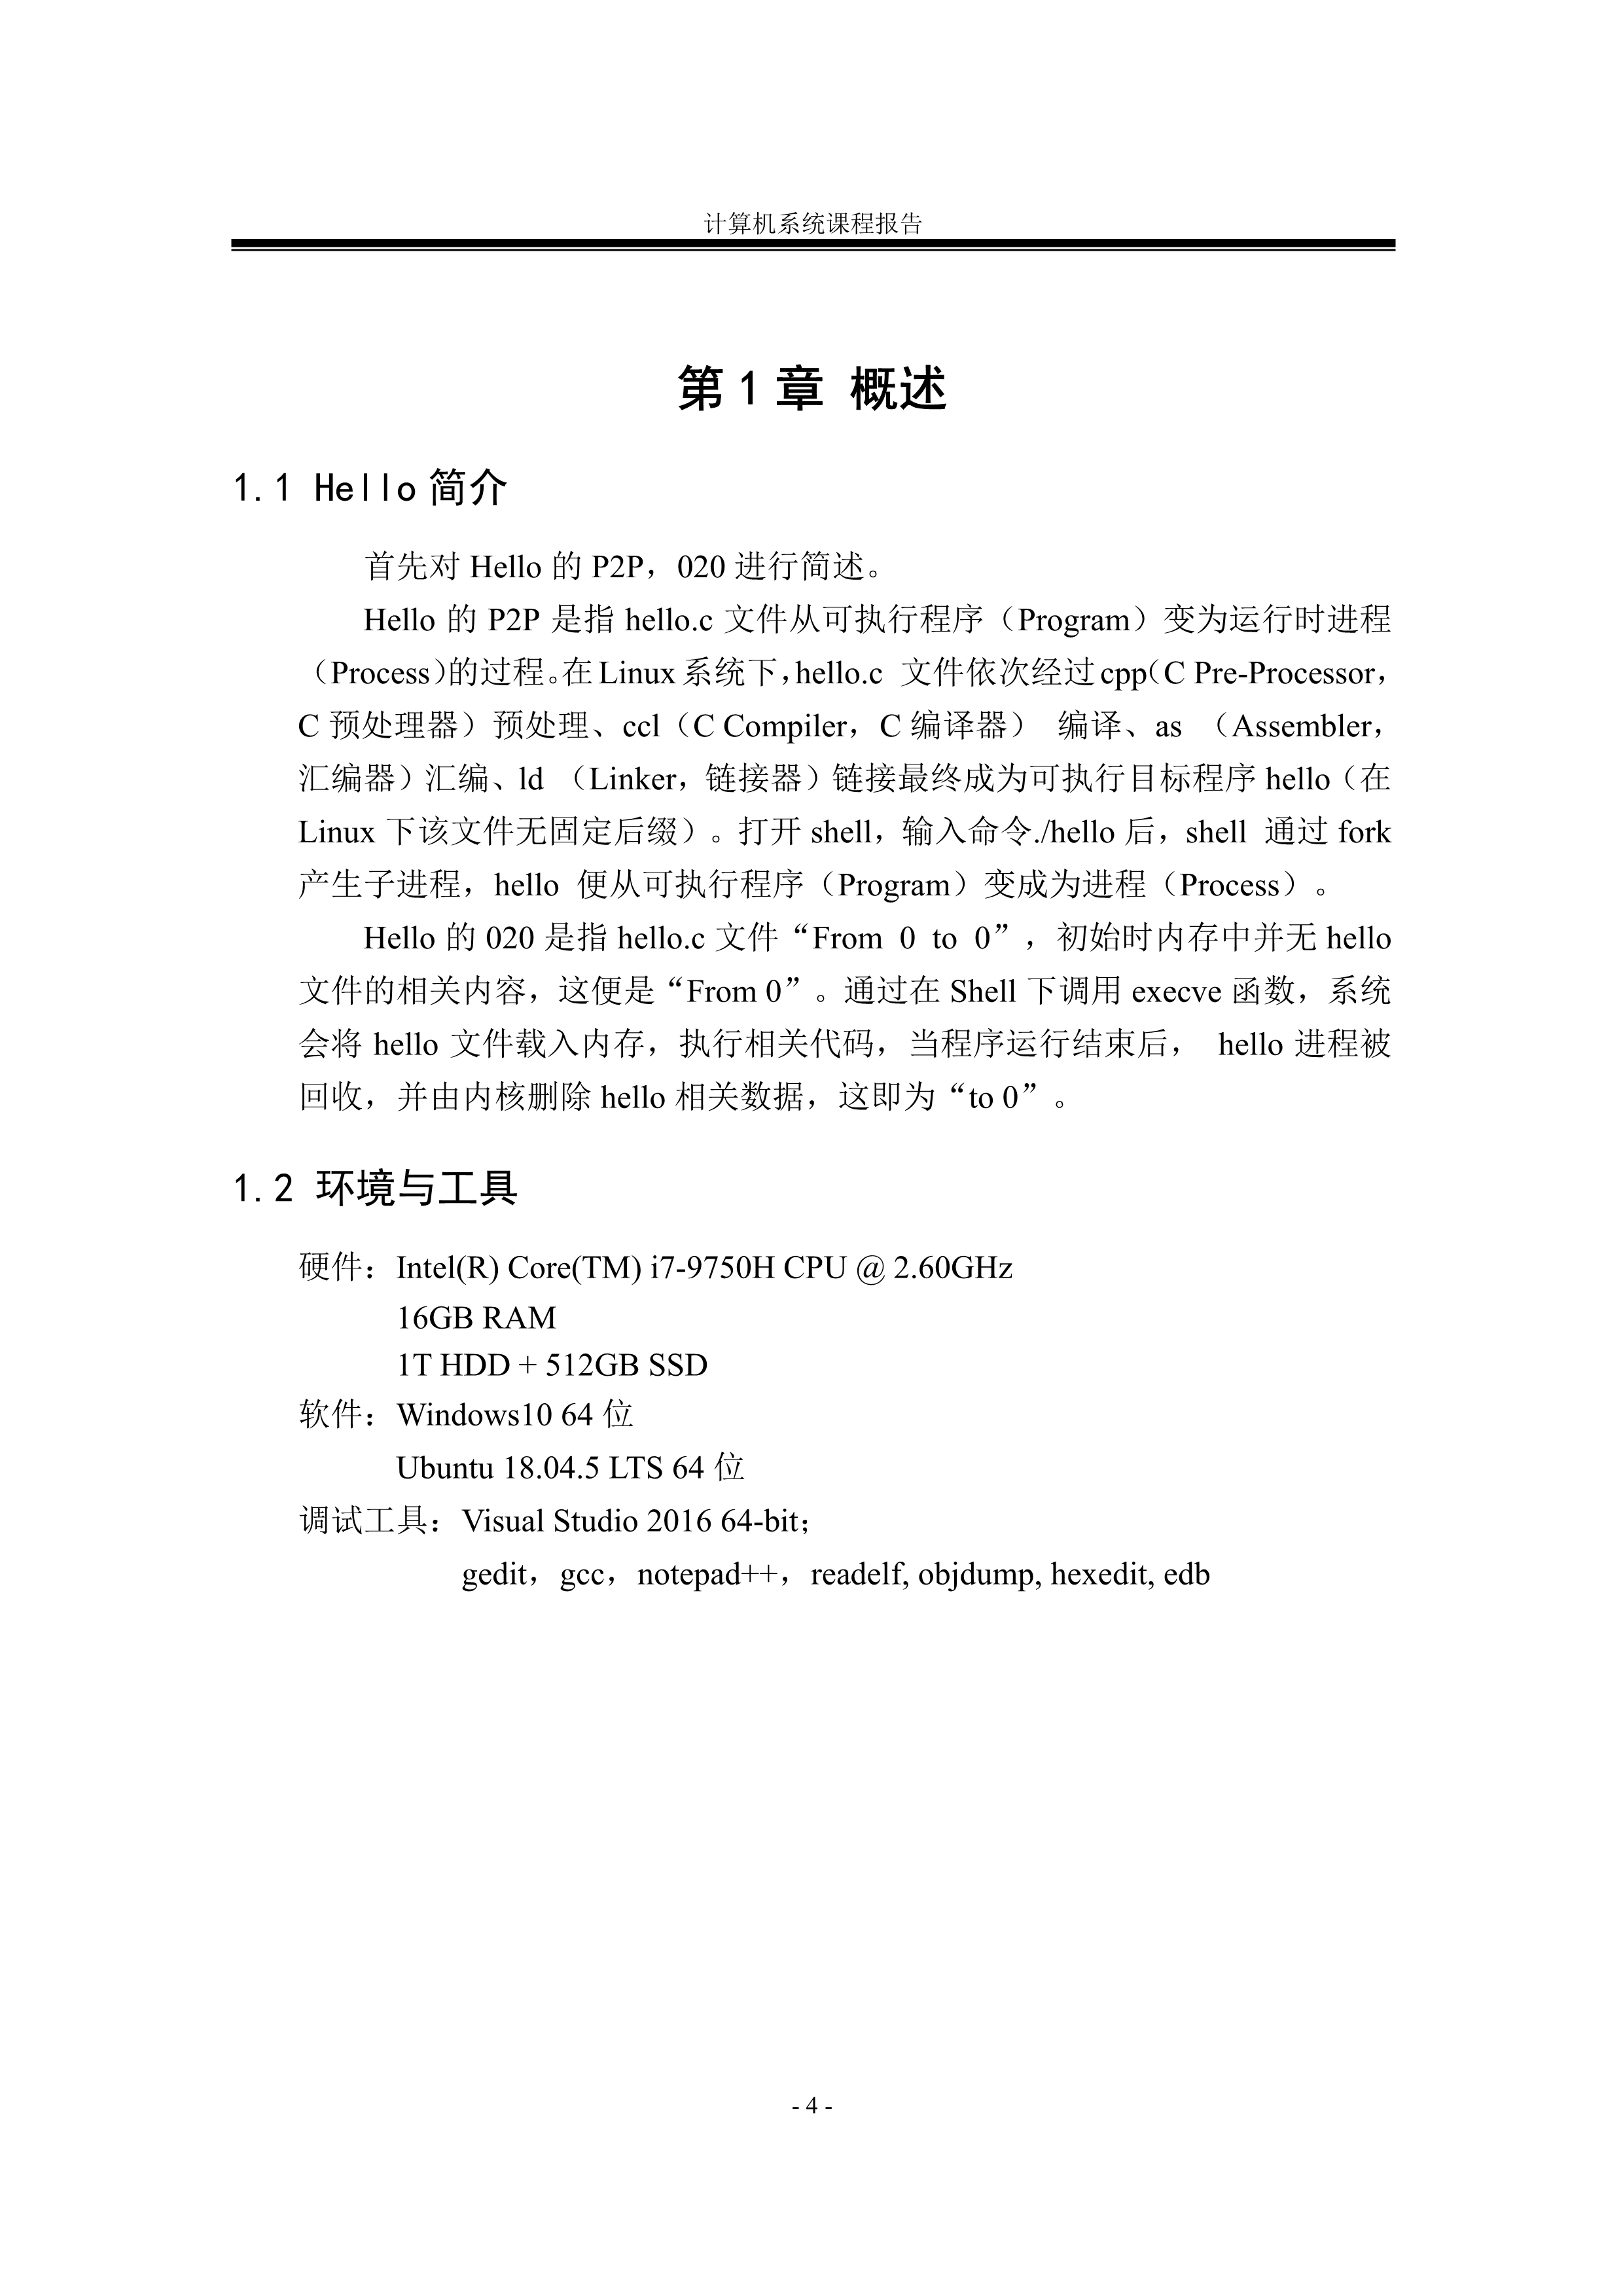 计算机系统课程报告
第 1 章 概述
1.1 Hello 简介
首先对 Hello 的 P2P，020 进行简述。
Hello 的 P2P 是指 hello.c 文件从可执行程序（Program）变为运行时进程
（Process）的过程。在 Linux 系统下，hello.c 文件依次经过 cpp（C Pre-Processor，
C 预处理器）预处理、ccl（C Compiler，C 编译器） 编译、as （Assembler，
汇编器）汇编、ld （Linker，链接器）链接最终成为可执行目标程序 hello（在
Linux 下该文件无固定后缀）。打开 shell，输入命令./hello 后，shell 通过 fork
产生子进程，hello 便从可执行程序（Program）变成为进程（Process）。
Hello 的 020 是指 hello.c 文件“From 0 to 0”，初始时内存中并无 hello
文件的相关内容，这便是“From 0”。通过在 Shell 下调用 execve 函数，系统
会将 hello 文件载入内存，执行相关代码，当程序运行结束后， hello 进程被
回收，并由内核删除 hello 相关数据，这即为“to 0”。
1.2 环境与工具
硬件：Intel(R) Core(TM) i7-9750H CPU @ 2.60GHz
16GB RAM
1T HDD + 512GB SSD
软件：Windows10 64 位
Ubuntu 18.04.5 LTS 64 位
调试工具：Visual Studio 2016 64-bit；
gedit，gcc，notepad++，readelf, objdump, hexedit, edb
- 4 -